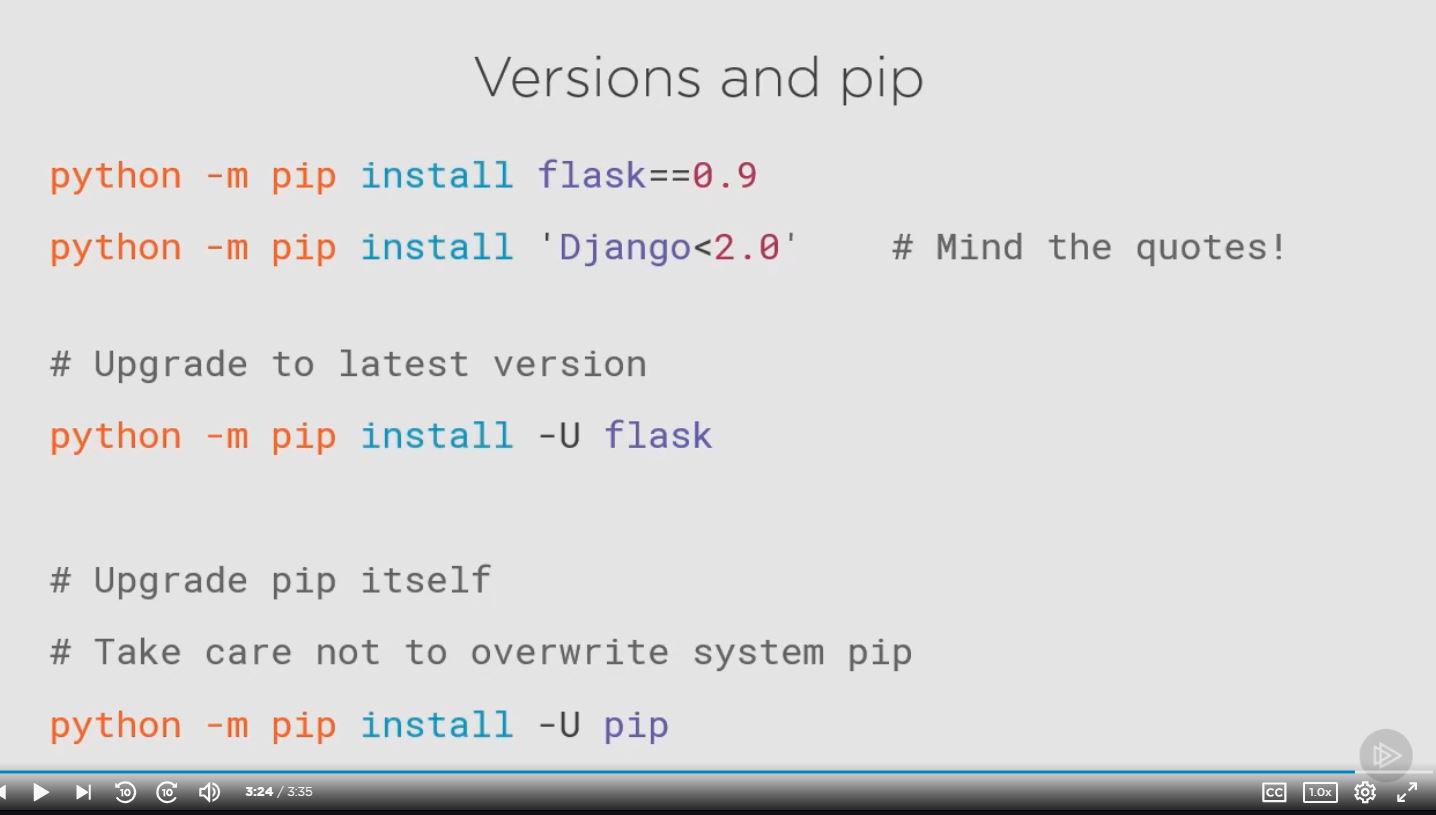 Versions and pip
python -m pip install flask==0.9
python -m pip install 'Django<2.0'    # Mind the quotes!
# Upgrade to latest version
python -m pip install -U flask
# Upgrade pip itself
# Take care not to overwrite system pip
python -m pip install -U pip
10 10 3:24 / 3:35 CC 1.0x